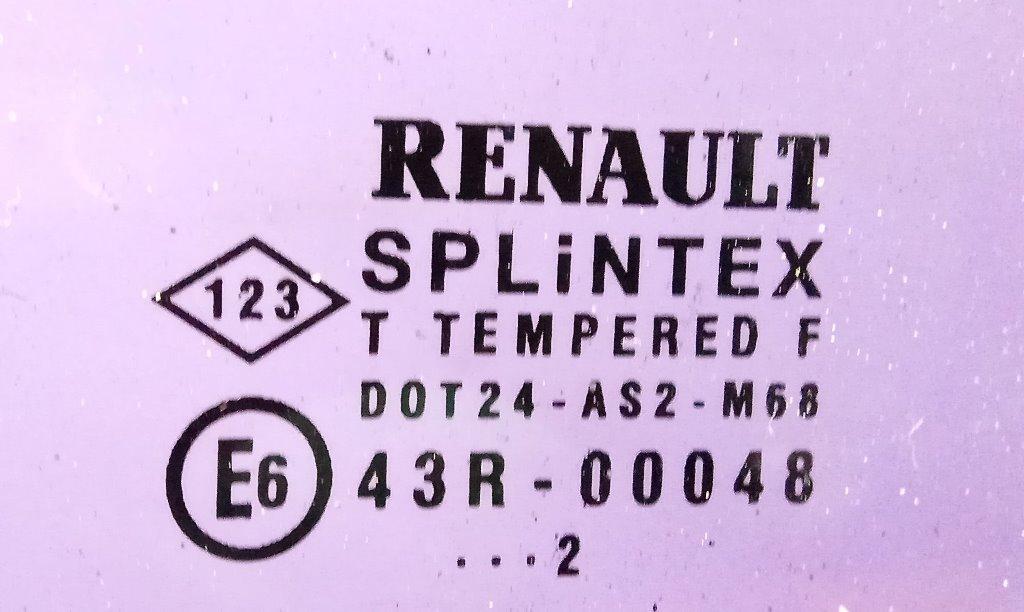 RENAULT
SPLiNTEX
123
T TEMPERED F
DOT24-AS2-M68
E6
43R-00048
...2